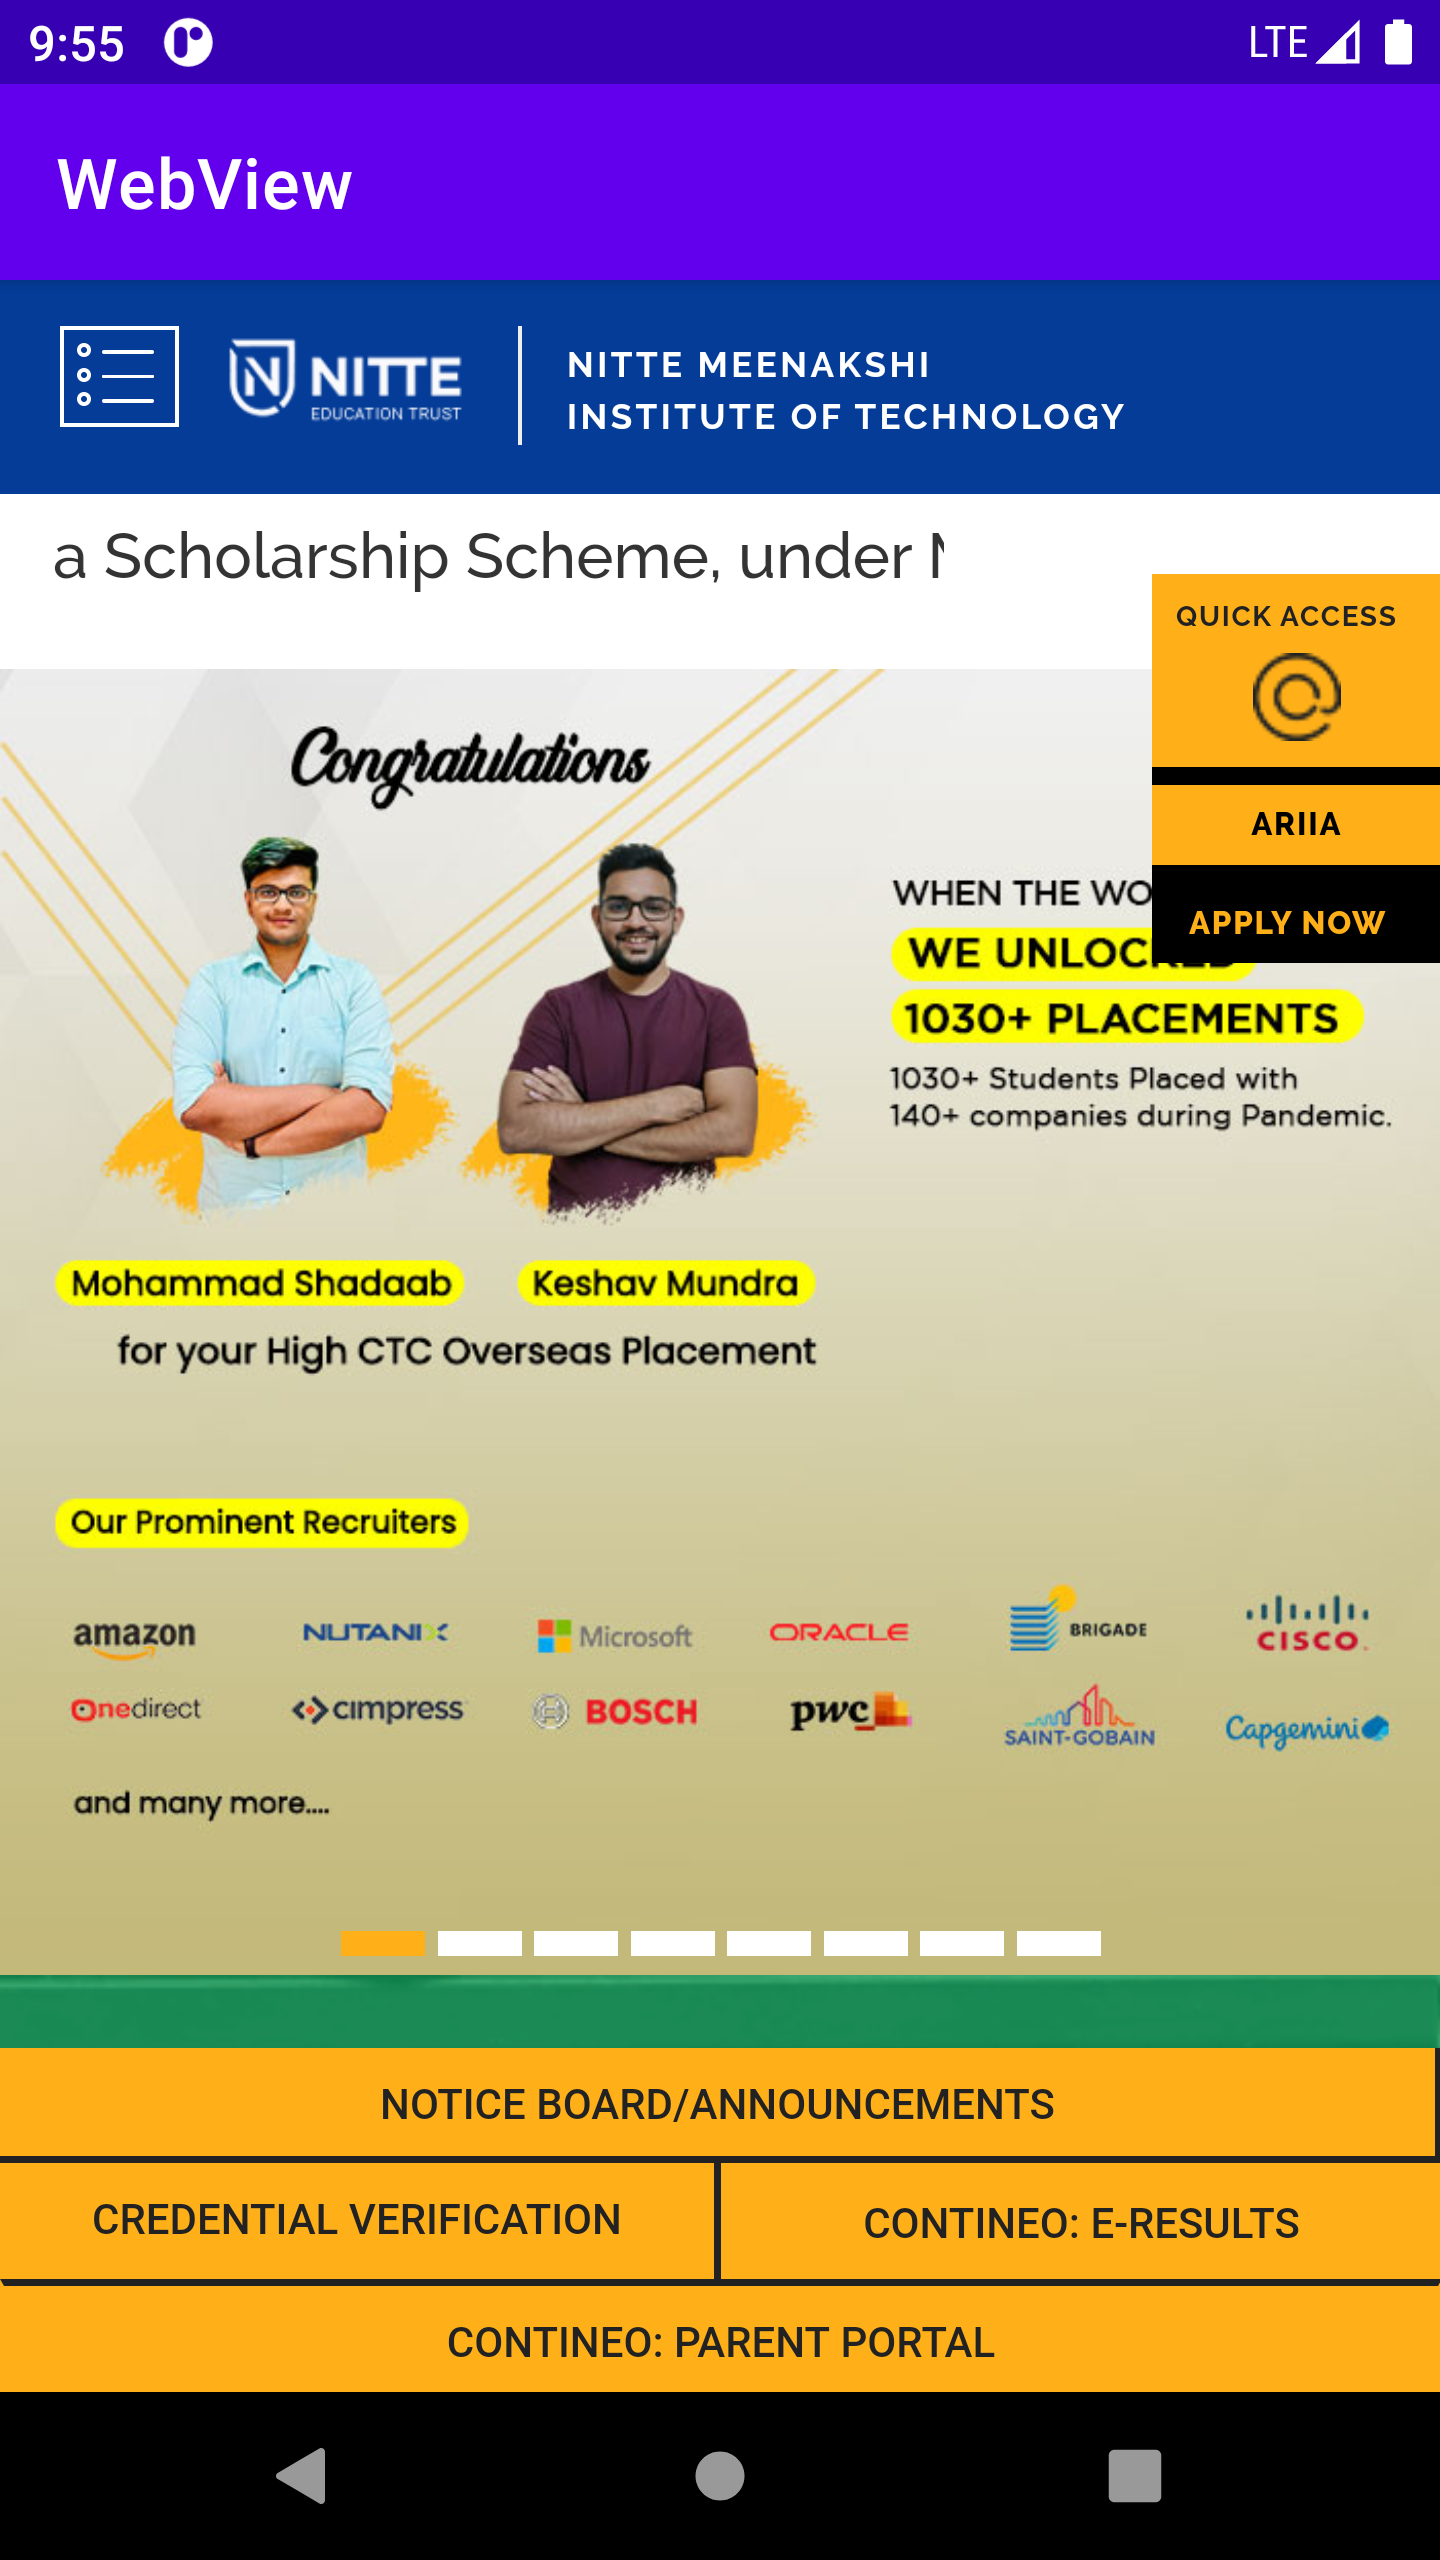 9:55
LTE
WebView
NITTE
EDUCATION TRUST
NITTE MEENAKSHI
INSTITUTE OF TECHNOLOGY
a Scholarship Scheme, under
QUICK ACCESS
ARIIA
APPLY NOW
Congratulations
WHEN THE
WE UNLOCKED
1030+ PLACEMENTS
1030+ Students Placed with
140+ companies during Pandemic.
Mohammad Shadaab
Keshav Mundra
for your High CTC Overseas Placement
Our Prominent Recruiters
amazon
NUTANIX
Microsoft
ORACLE
BRIGADE
CISCO
Onedirect
cimpress
BOSCH
pwc
SAINT-GOBAIN
Capgemini
and many more....
NOTICE BOARD/ANNOUNCEMENTS
CREDENTIAL VERIFICATION
CONTINEO: E-RESULTS
CONTINEO: PARENT PORTAL